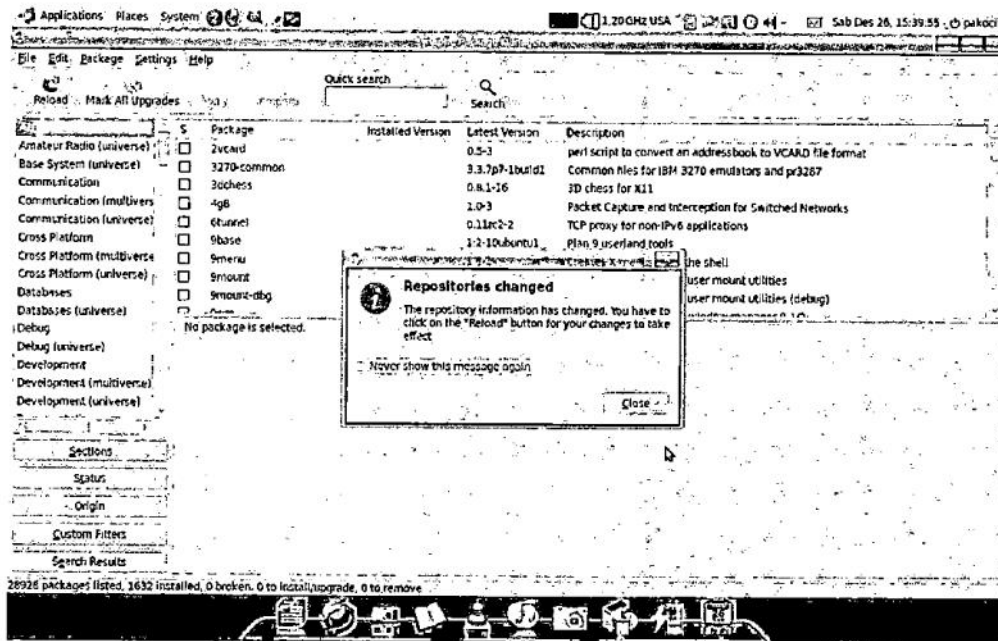 Applications Places System
1.20GHz USA
Sab Des 26, 15:39:55
pakoci
File Edit Package Settings Help
Reload Mark All Upgrades
Quick search
Search
S Package Installed Version Latest Version Description
2vcard 0.5-3 perl script to convert an addressbook to VCARD file format
3270-common 3.3.7p7-1build1 Common files for IBM 3270 emulators and pr3287
3dchess 0.8.1-16 3D chess for X11
4g8 1.0-3 Packet Capture and Interception for Switched Networks
6tunnel 0.11rc2-2 TCP proxy for non-IPv6 applications
9base 1:2-10ubuntu1 Plan 9 userland tools
9menu the shell
9mount user mount utilities
9mount-dbg user mount utilities (debug)
Amateur Radio (universe)
Base System (universe)
Communication
Communication (multivers
Communication (universe)
Cross Platform
Cross Platform (multiverse
Cross Platform (universe)
Databases
Databases (universe)
Debug
Debug (universe)
Development
Development (multiverse)
Development (universe)
No package is selected.
Repositories changed
The repository information has changed. You have to
click on the "Reload" button for your changes to take
effect
Never show this message again
Close
Sections
Status
Origin
Custom Filters
Search Results
28926 packages listed, 1632 installed, 0 broken. 0 to install/upgrade, 0 to remove